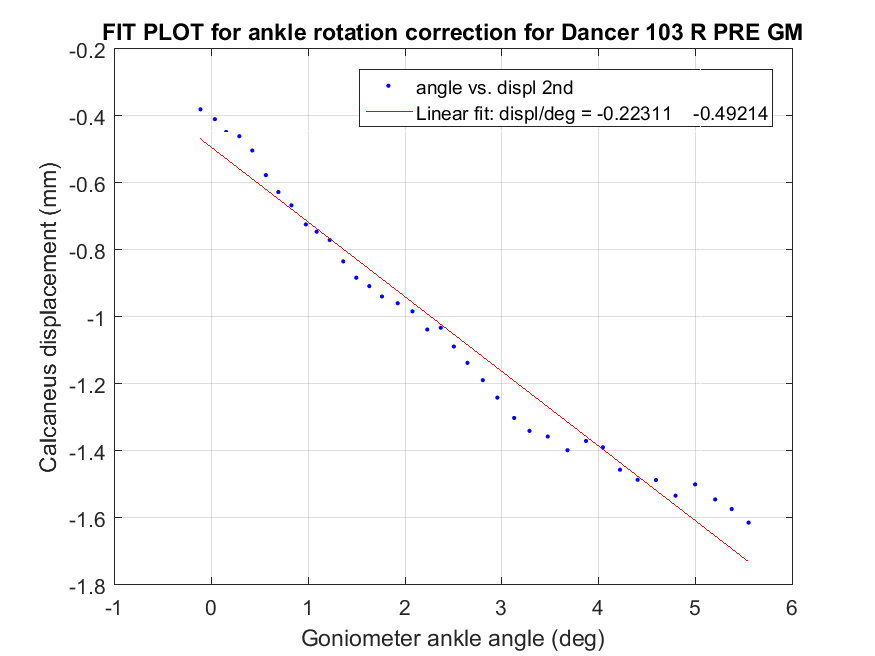 FIT PLOT for ankle rotation correction for Dancer 103 R PRE GM
angle vs. displ 2nd
Linear fit: displ/deg = -0.22311 -0.49214
-0.2
-0.4
-0.6
-0.8
-1
-1.2
-1.4
-1.6
-1.8
Calcaneus displacement (mm)
-1 0 1 2 3 4 5 6
Goniometer ankle angle (deg)